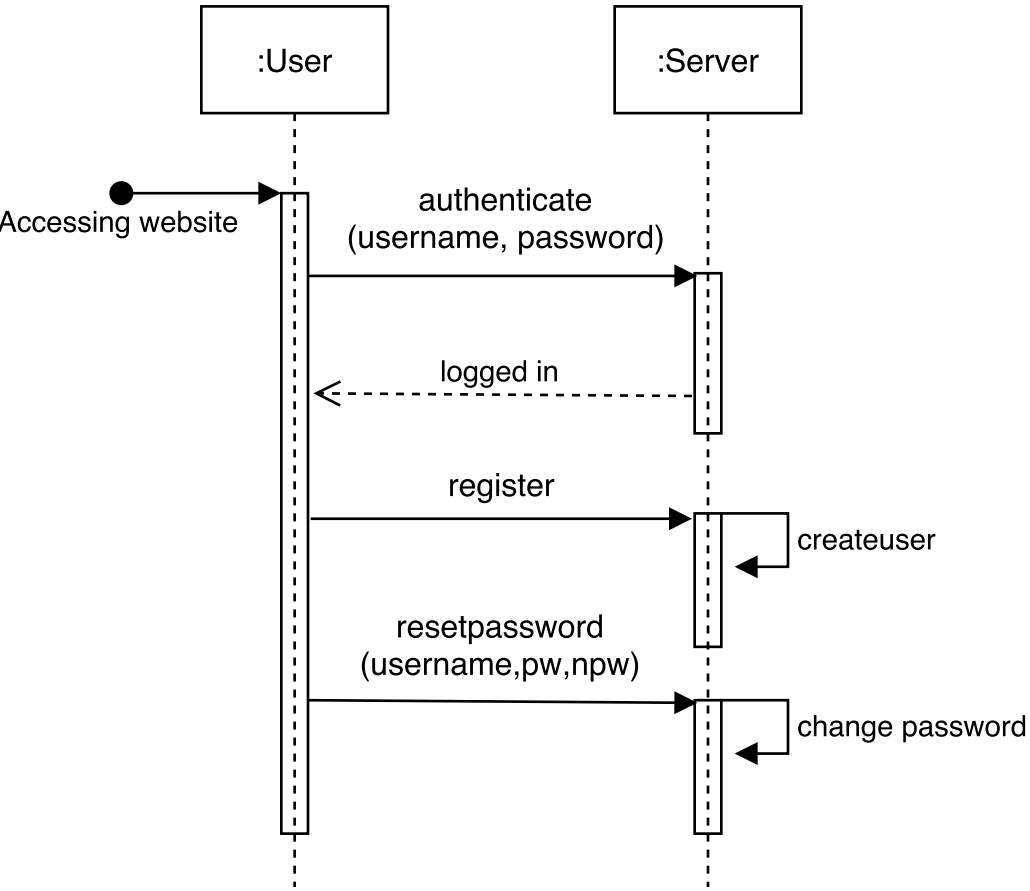 :User
:Server
Accessing website
authenticate
(username, password)
logged in
register
createuser
resetpassword
(username,pw,npw)
change password